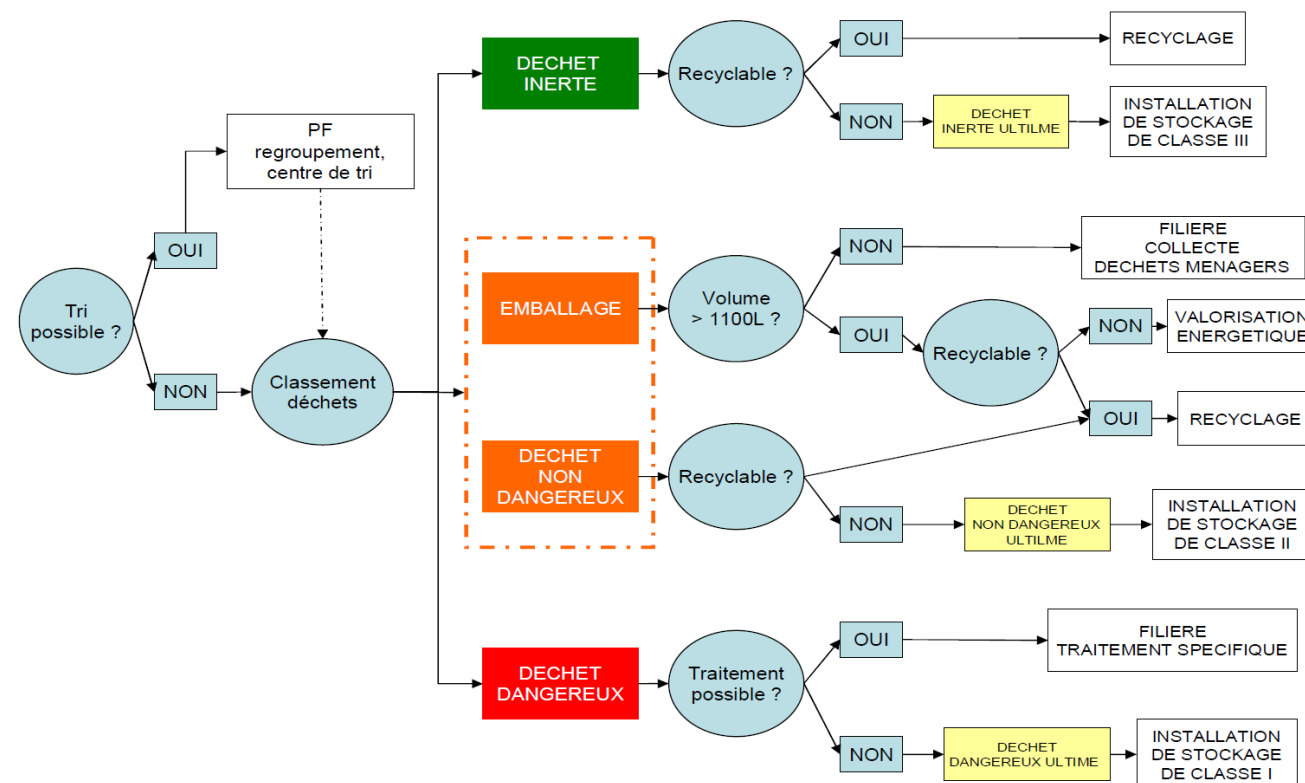 Tri
possible ?
OUI
NON
PF
regroupement,
centre de tri
Classement
déchets
DECHET
INERTE
Recyclable ?
OUI
RECYCLAGE
NON
DECHET
INERTE ULTILME
INSTALLATION
DE STOCKAGE
DE CLASSE III
EMBALLAGE
Volume
> 1100L ?
NON
FILIERE
COLLECTE
DECHETS MENAGERS
OUI
Recyclable ?
NON
VALORISATION
ENERGETIQUE
OUI
RECYCLAGE
DECHET
NON
DANGEREUX
Recyclable ?
NON
DECHET
NON DANGEREUX
ULTILME
INSTALLATION
DE STOCKAGE
DE CLASSE II
DECHET
DANGEREUX
Traitement
possible ?
OUI
FILIERE
TRAITEMENT SPECIFIQUE
NON
DECHET
DANGEREUX ULTIME
INSTALLATION
DE STOCKAGE
DE CLASSE I